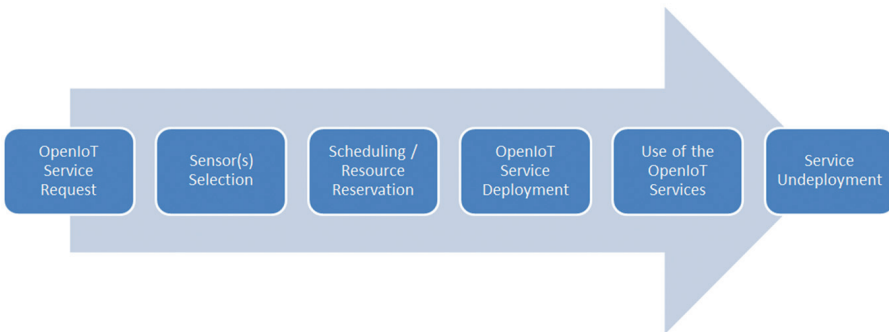 OpenIoT
Service
Request
Sensor(s)
Selection
Scheduling /
Resource
Reservation
OpenIoT
Service
Deployment
Use of the
OpenIoT
Services
Service
Undeployment